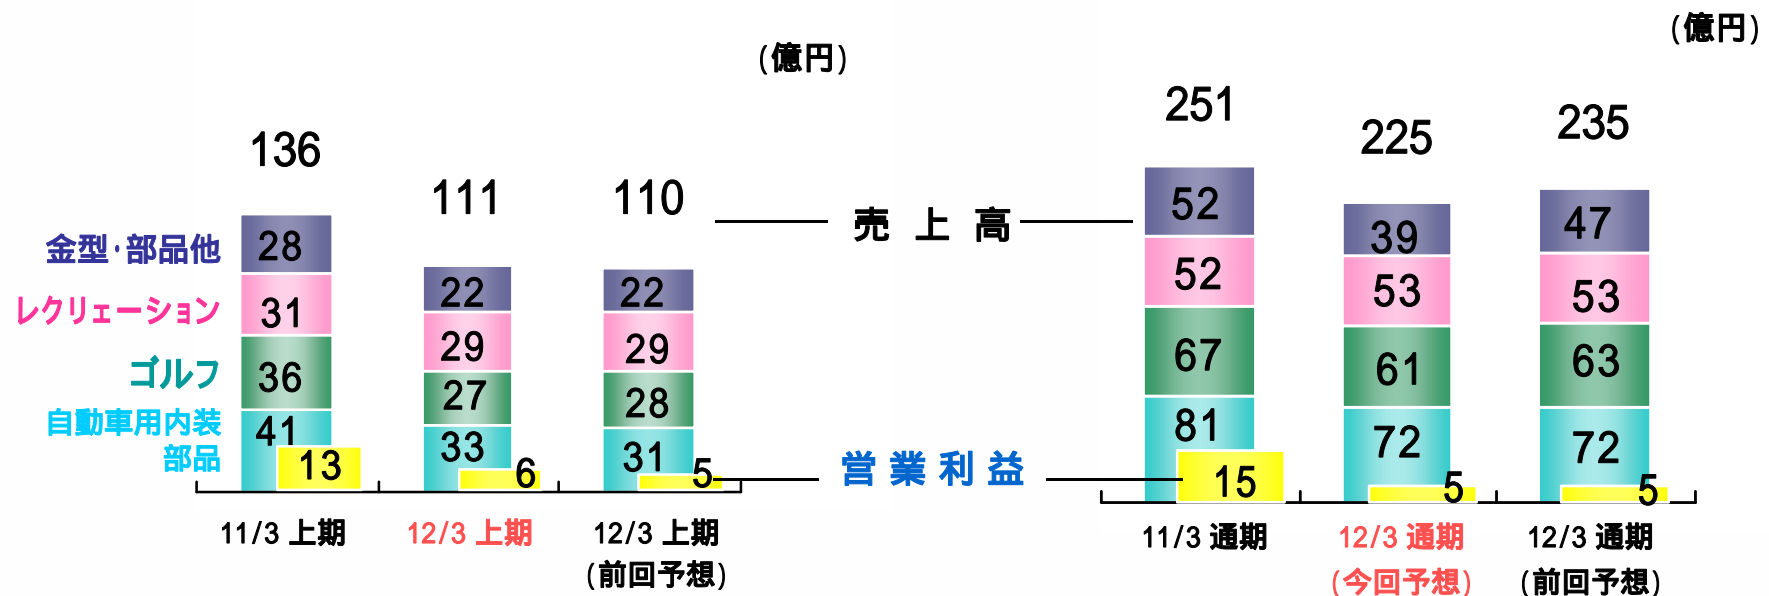 (億円)
(億円)
136
111
110
251
225
235
売上高
金型・部品他
レクリェーション
ゴルフ
自動車用内装
部品
28
31
36
41
13
22
29
27
33
6
22
29
28
31
5
営業利益
52
52
67
81
15
39
53
61
72
5
47
53
63
72
5
11/3 上期
12/3 上期
12/3 上期
(前回予想)
11/3 通期
12/3 通期
(今回予想)
12/3 通期
(前回予想)